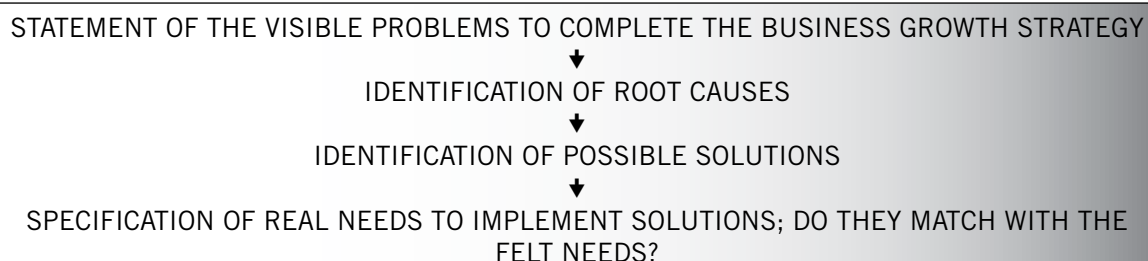 STATEMENT OF THE VISIBLE PROBLEMS TO COMPLETE THE BUSINESS GROWTH STRATEGY
IDENTIFICATION OF ROOT CAUSES
IDENTIFICATION OF POSSIBLE SOLUTIONS
SPECIFICATION OF REAL NEEDS TO IMPLEMENT SOLUTIONS; DO THEY MATCH WITH THE
FELT NEEDS?